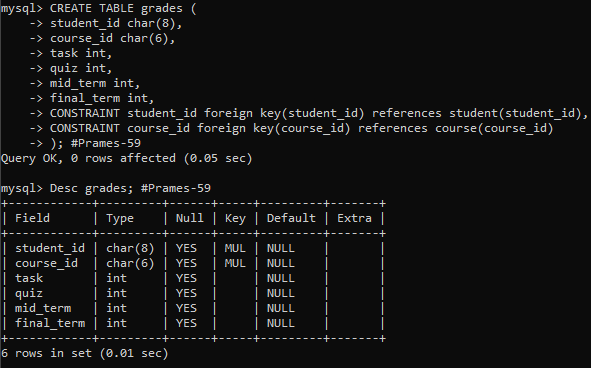 mysql> CREATE TABLE grades (
    -> student_id char(8),
    -> course_id char(6),
    -> task int,
    -> quiz int,
    -> mid_term int,
    -> final_term int,
    -> CONSTRAINT student_id foreign key(student_id) references student(student_id),
    -> CONSTRAINT course_id foreign key(course_id) references course(course_id)
    -> ); #Prames-59
Query OK, 0 rows affected (0.05 sec)

mysql> Desc grades; #Prames-59
+------------+---------+------+-----+---------+-------+
| Field      | Type    | Null | Key | Default | Extra |
+------------+---------+------+-----+---------+-------+
| student_id | char(8) | YES  | MUL | NULL    |       |
| course_id  | char(6) | YES  | MUL | NULL    |       |
| task       | int     | YES  |     | NULL    |       |
| quiz       | int     | YES  |     | NULL    |       |
| mid_term   | int     | YES  |     | NULL    |       |
| final_term | int     | YES  |     | NULL    |       |
+------------+---------+------+-----+---------+-------+
6 rows in set (0.01 sec)